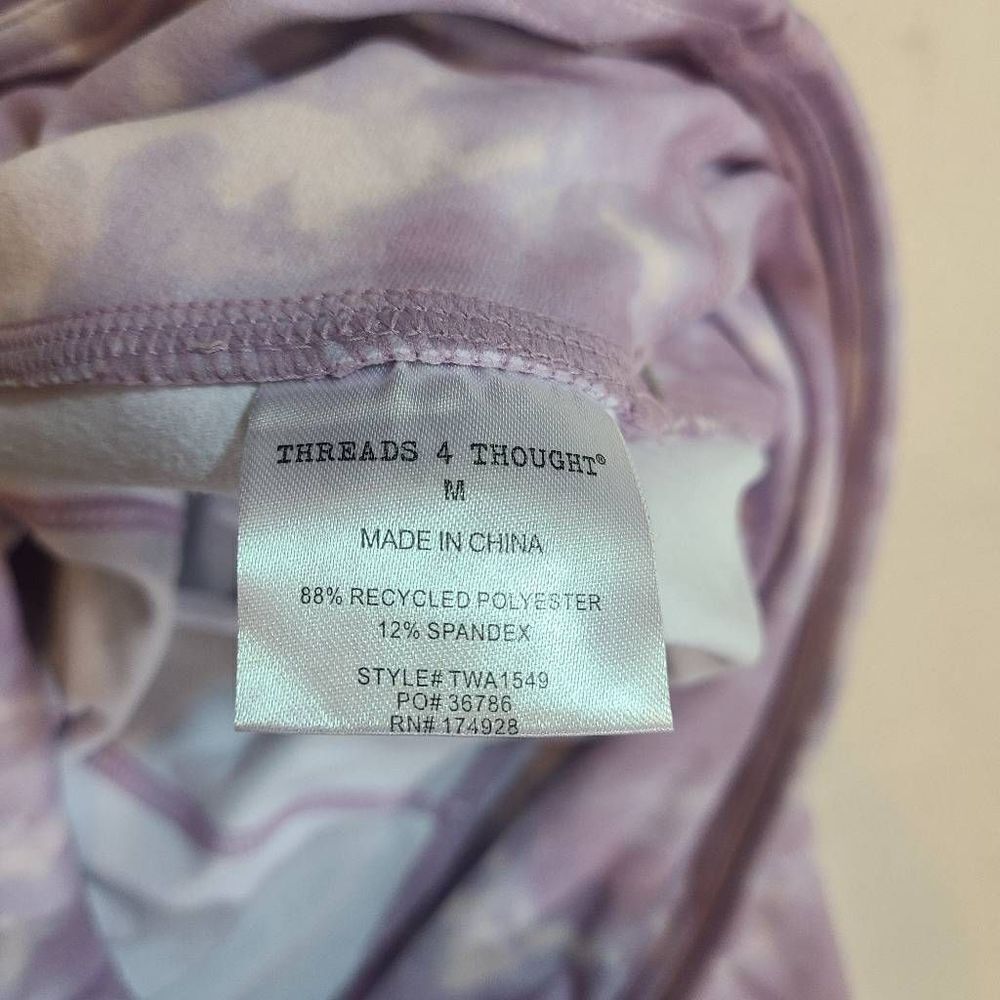 THREADS 4 THOUGHT®
M
MADE IN CHINA
88% RECYCLED POLYESTER
12% SPANDEX
STYLE# TWA1549
PO# 36786
RN# 174928